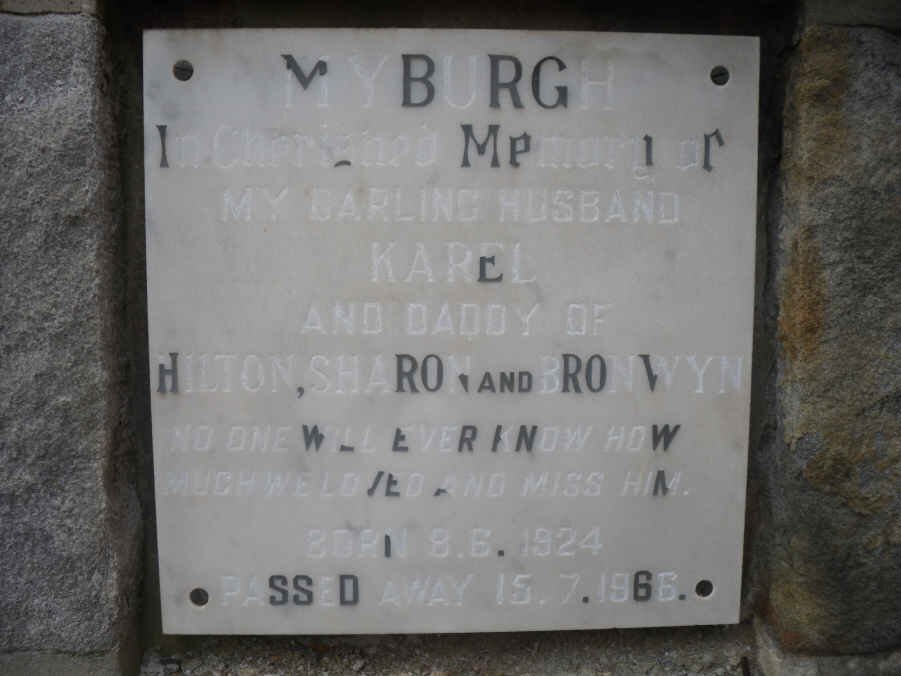 MYBURGH
In Cherished Memory of
MY DARLING HUSBAND
KAREL
AND DADDY OF
HILTON, SHARON AND BRONWYN
NO ONE WILL EVER KNOW HOW
MUCH WE LOVED AND MISS HIM.
BORN 8.6.1924
PASSED AWAY 15.7.1966.